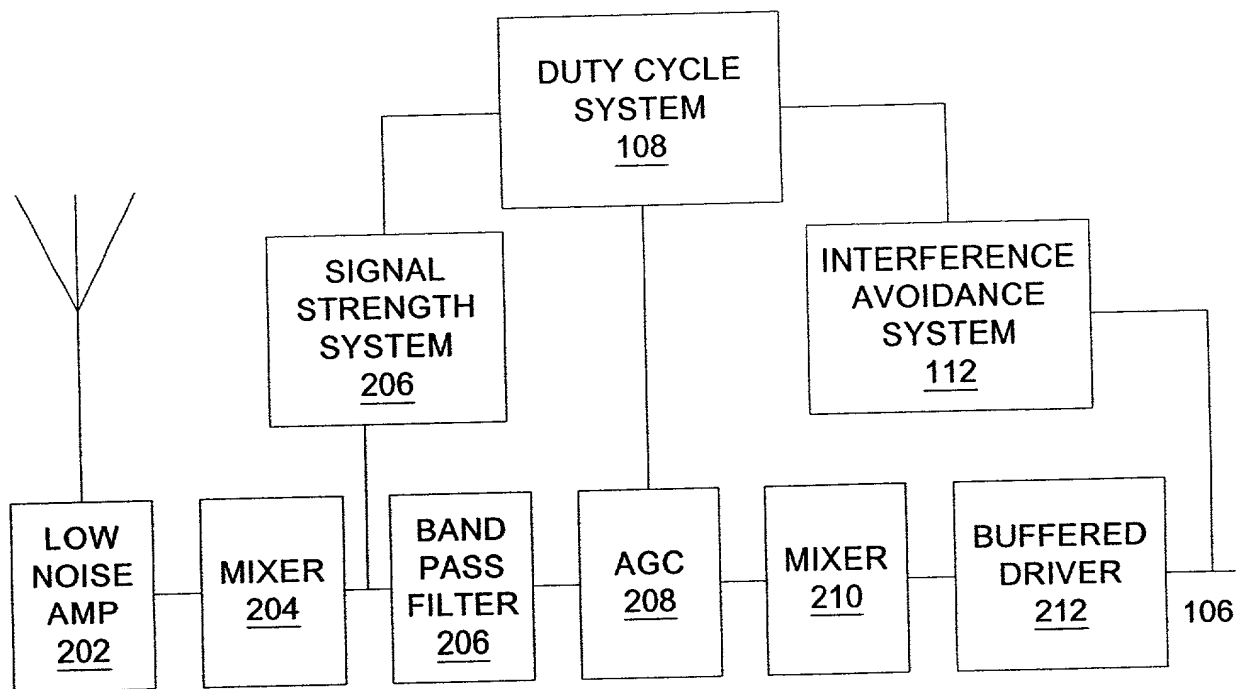 DUTY CYCLE
SYSTEM
108
SIGNAL
STRENGTH
SYSTEM
206
INTERFERENCE
AVOIDANCE
SYSTEM
112
LOW
NOISE
AMP
202
MIXER
204
BAND
PASS
FILTER
206
AGC
208
MIXER
210
BUFFERED
DRIVER
212
106